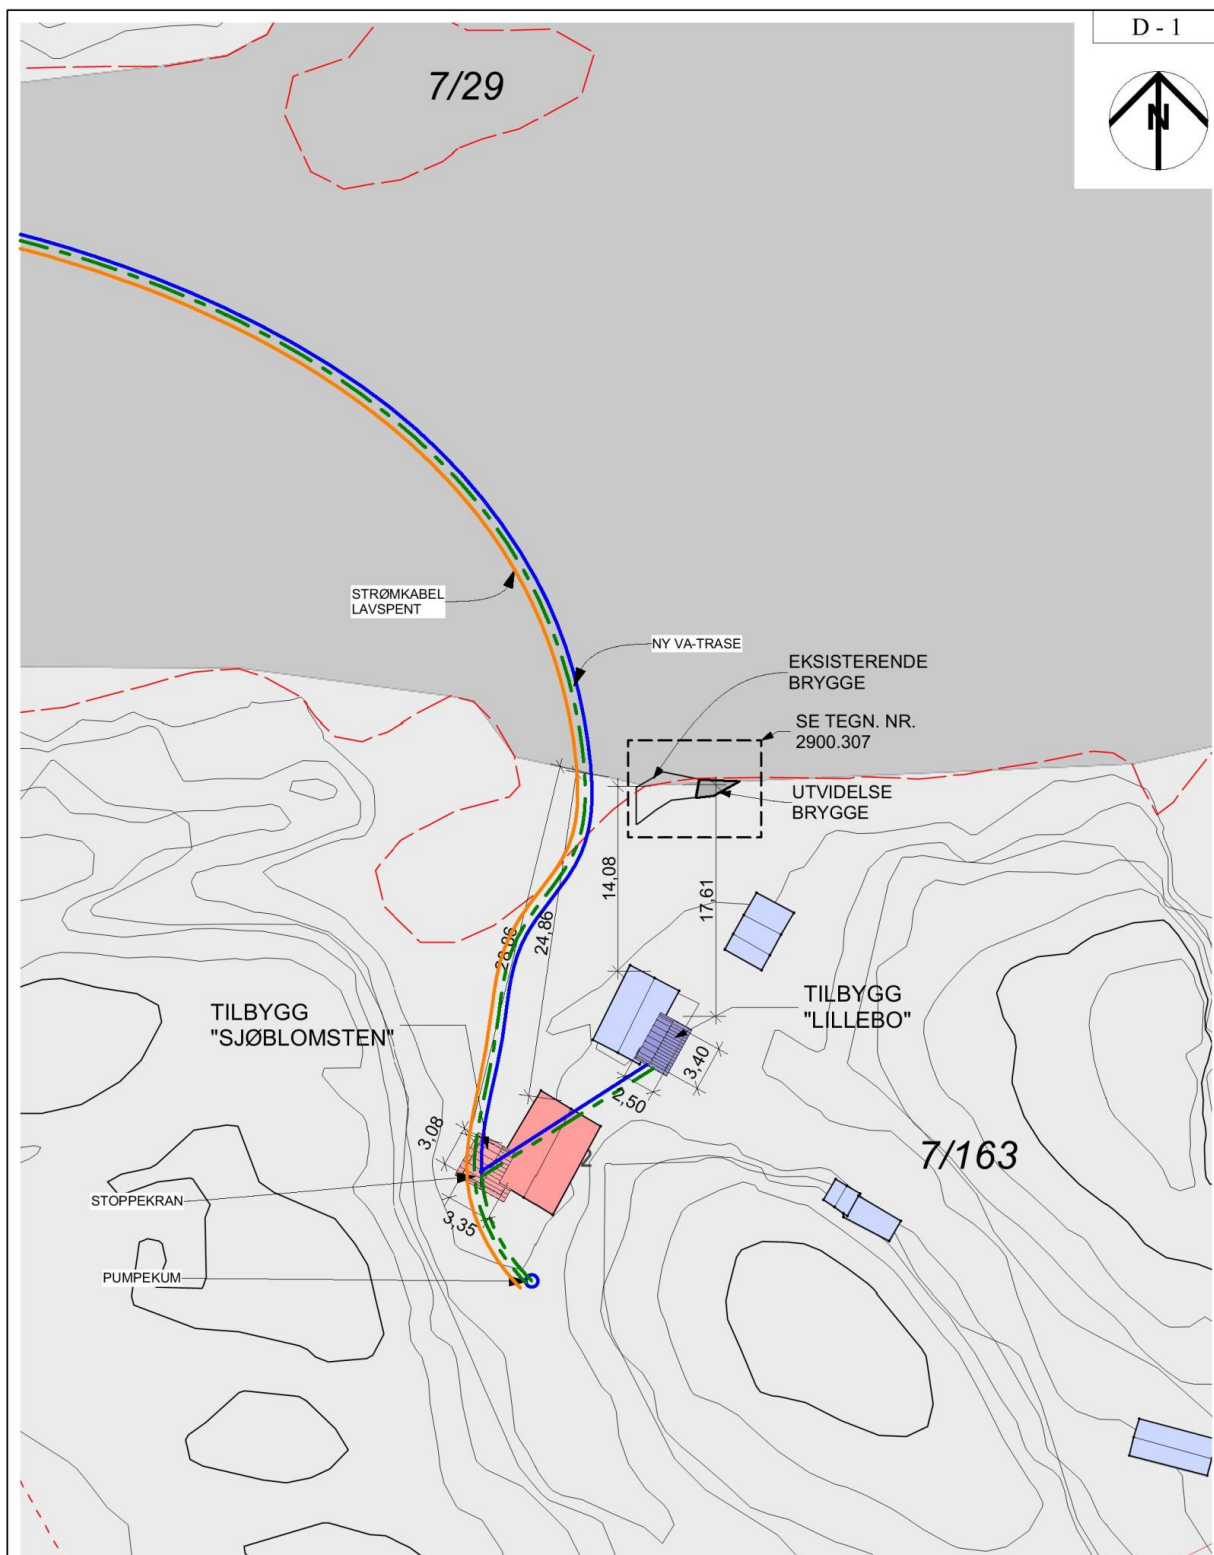 D - 1
N
7/29
STRØMKABEL
LAVSPENT
NY VA-TRASE
EKSISTERENDE
BRYGGE
SE TEGN. NR.
2900.307
UTVIDELSE
BRYGGE
14,08
17,61
24,86
TILBYGG
"SJØBLOMSTEN"
TILBYGG
"LILLEBO"
3,40
2,50
3,08
2
7/163
STOPPEKRAN
3,35
PUMPEKUM